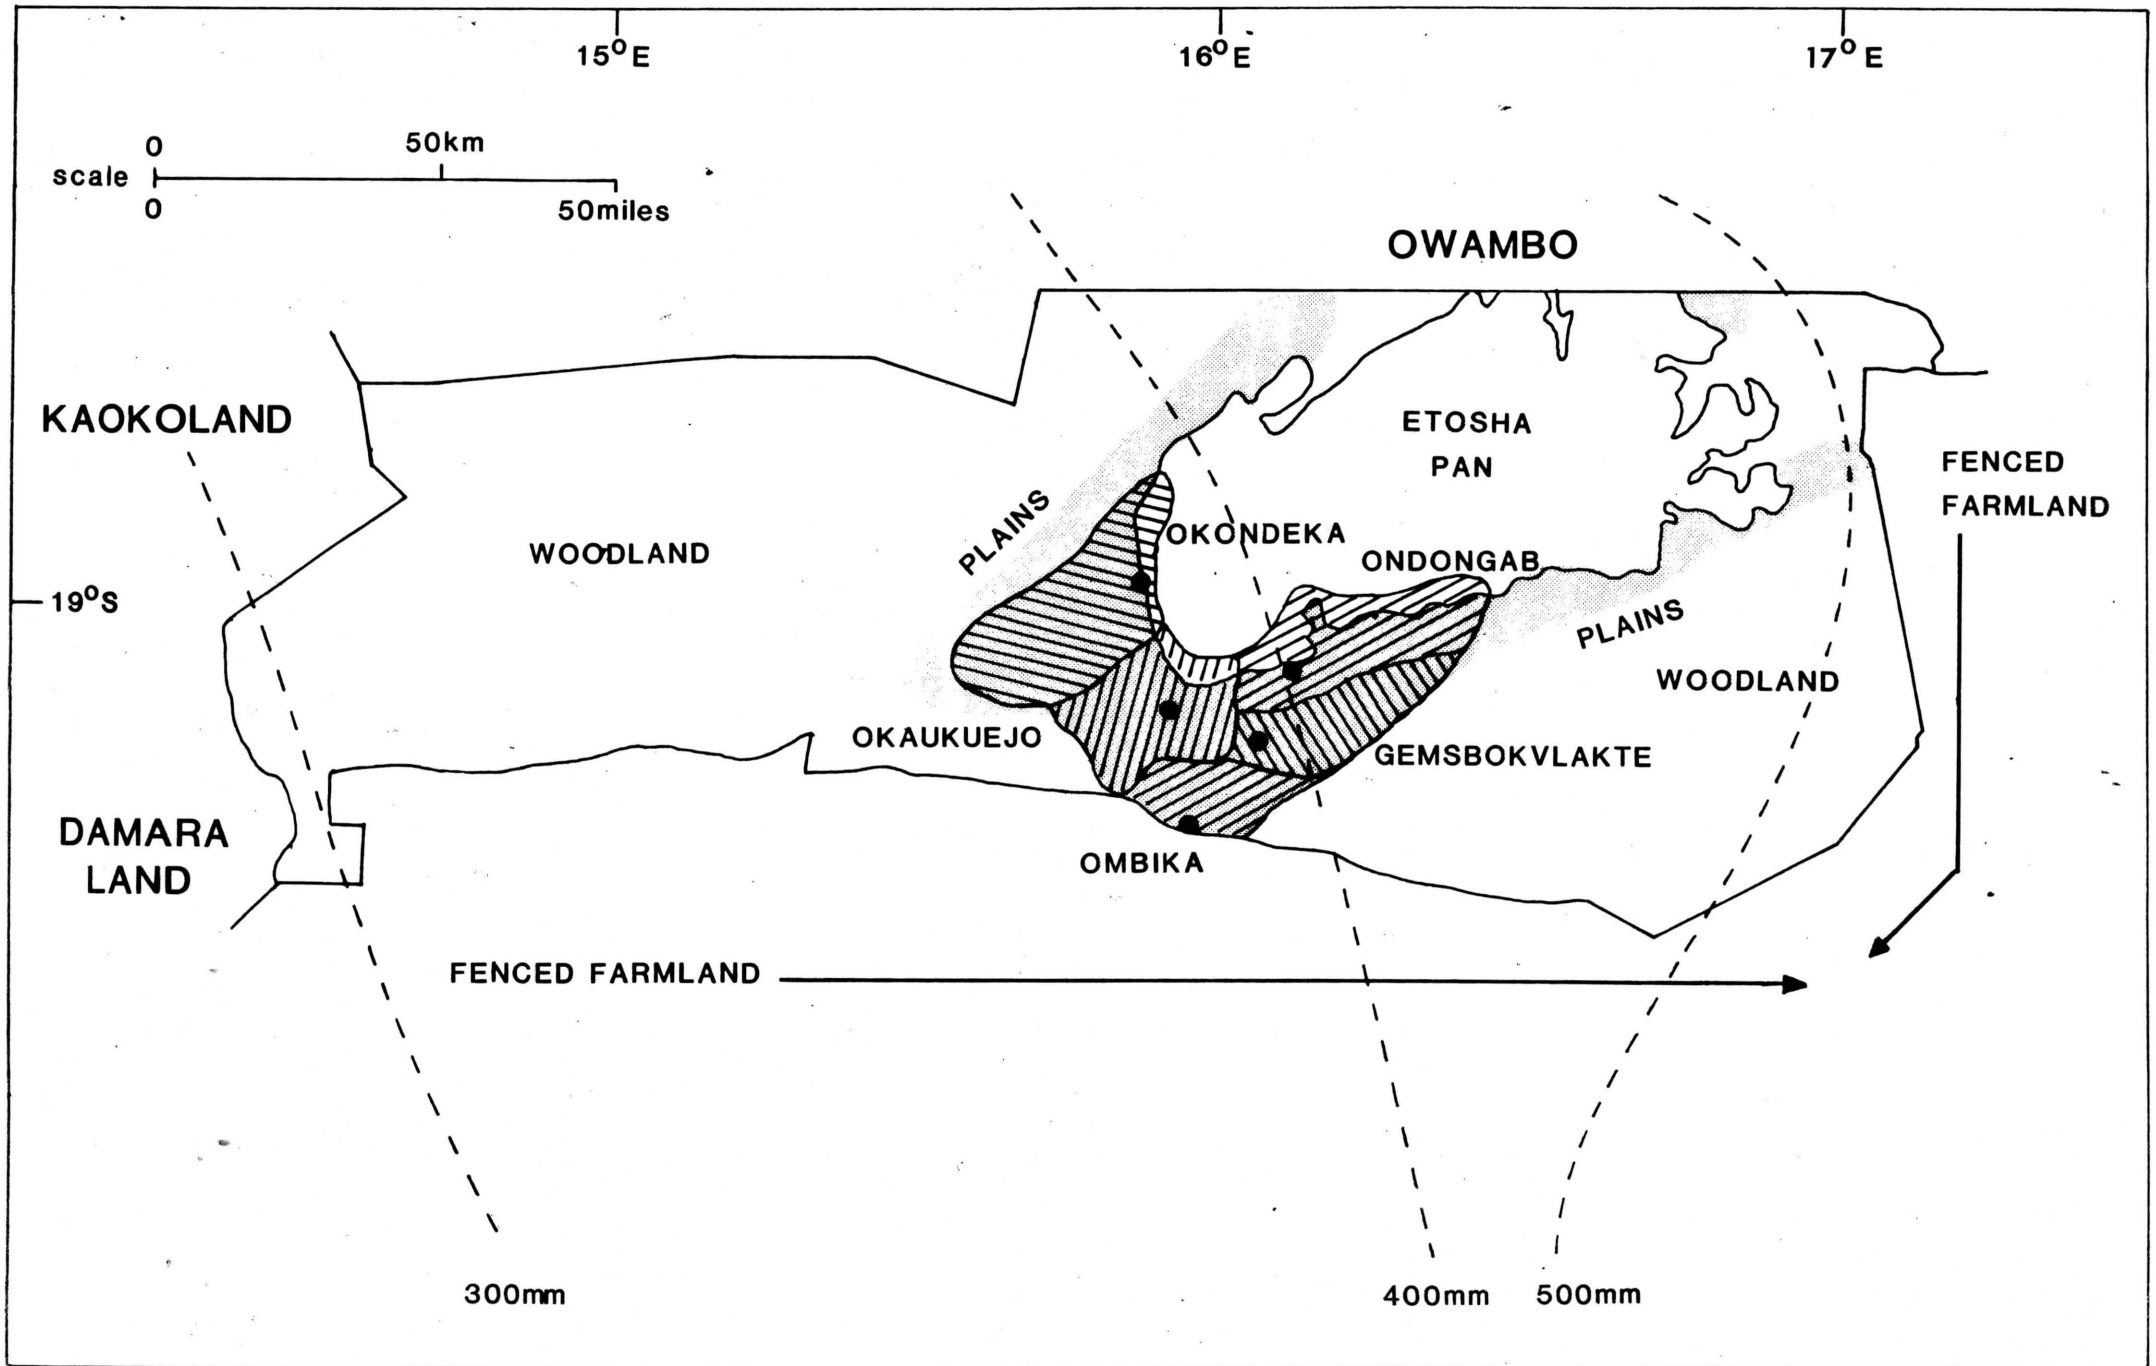 15°E
16°E
17°E
0
50km
scale
0
50miles
OWAMBO
KAOKOLAND
ETOSHA
PAN
FENCED
FARMLAND
PLAINS
OKONDEKA
WOODLAND
ONDONGAB
19°S
PLAINS
WOODLAND
OKAUKUEJO
GEMSBOKVLAKTE
DAMARA
LAND
OMBIKA
FENCED FARMLAND
300mm
400mm
500mm